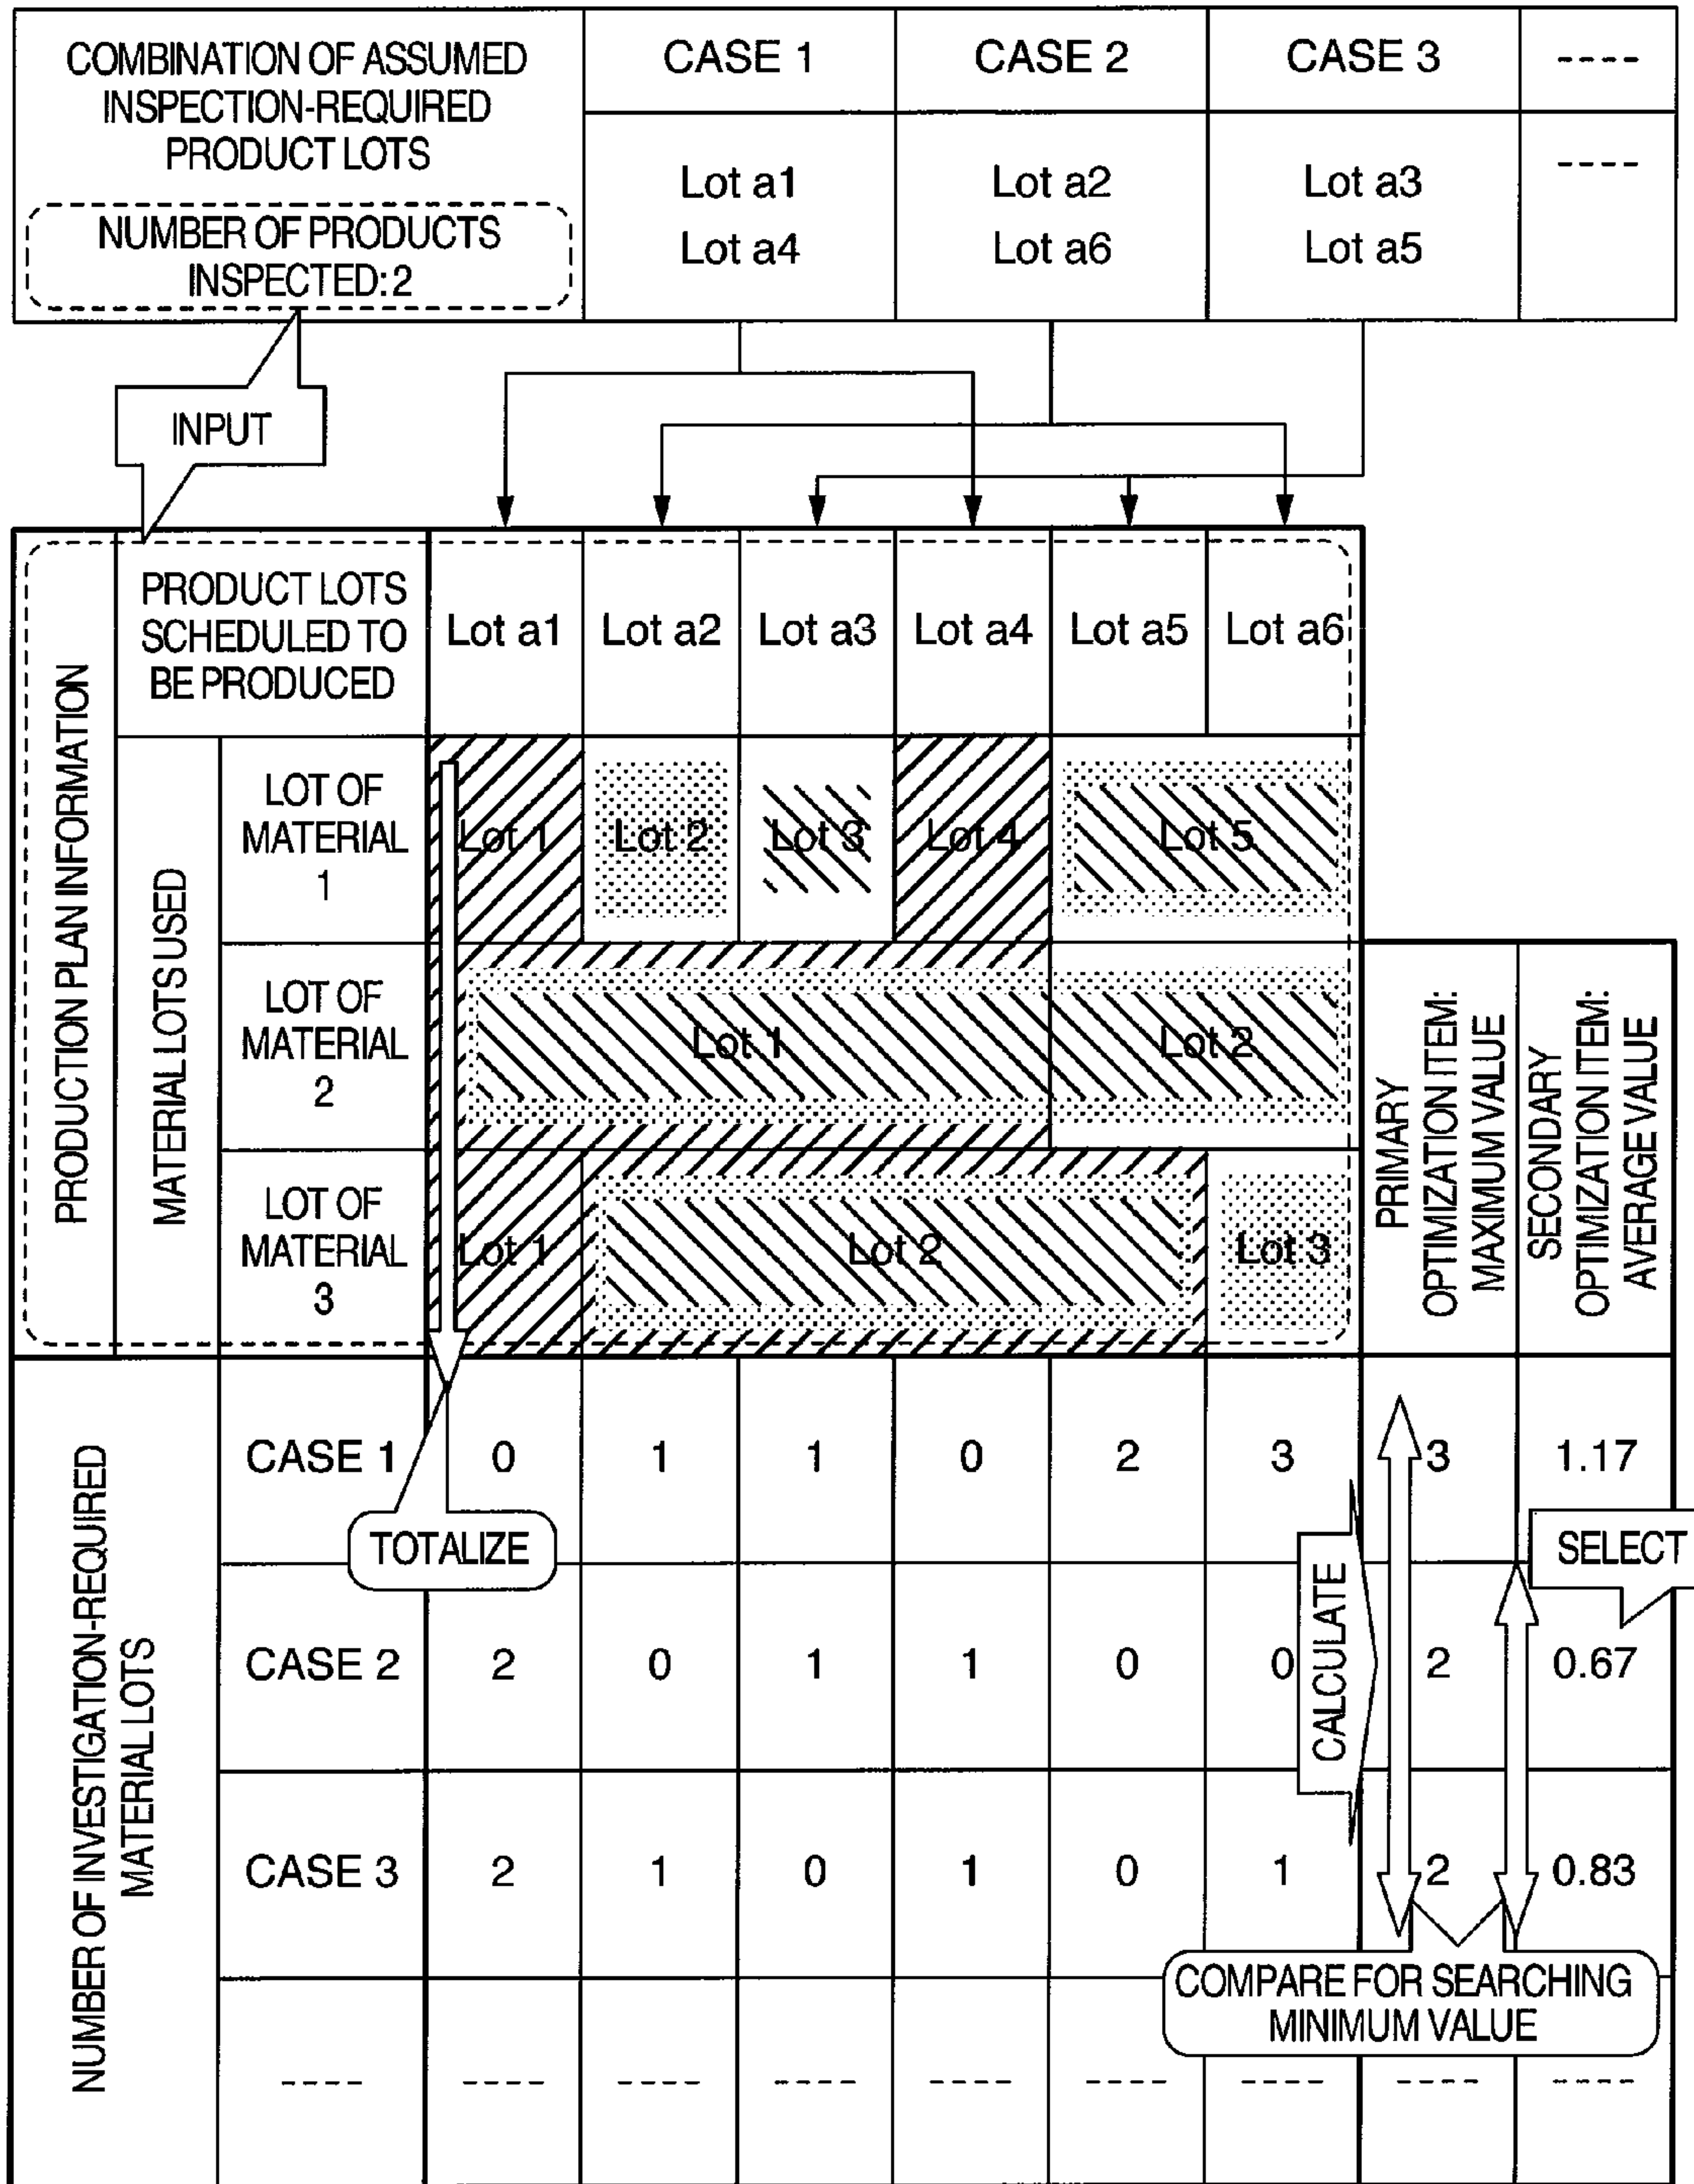 COMBINATION OF ASSUMED
INSPECTION-REQUIRED
PRODUCT LOTS
NUMBER OF PRODUCTS
INSPECTED: 2
CASE 1 CASE 2 CASE 3 ----
Lot a1 Lot a2 Lot a3 ----
Lot a4 Lot a6 Lot a5
INPUT
PRODUCTION PLAN INFORMATION
PRODUCT LOTS
SCHEDULED TO
BE PRODUCED
Lot a1 Lot a2 Lot a3 Lot a4 Lot a5 Lot a6
MATERIAL LOTS USED
LOT OF
MATERIAL
1
Lot 1 Lot 2 Lot 3 Lot 4 Lot 5
LOT OF
MATERIAL
2
Lot 1 Lot 2
LOT OF
MATERIAL
3
Lot 1 Lot 2 Lot 3
PRIMARY
OPTIMIZATION ITEM:
MAXIMUM VALUE
SECONDARY
OPTIMIZATION ITEM:
AVERAGE VALUE
NUMBER OF INVESTIGATION-REQUIRED
MATERIAL LOTS
CASE 1 0 1 1 0 2 3 3 1.17
TOTALIZE
SELECT
CALCULATE
CASE 2 2 0 1 1 0 0 2 0.67
CASE 3 2 1 0 1 0 1 2 0.83
COMPARE FOR SEARCHING
MINIMUM VALUE
---- ---- ---- ---- ---- ---- ---- ---- ----